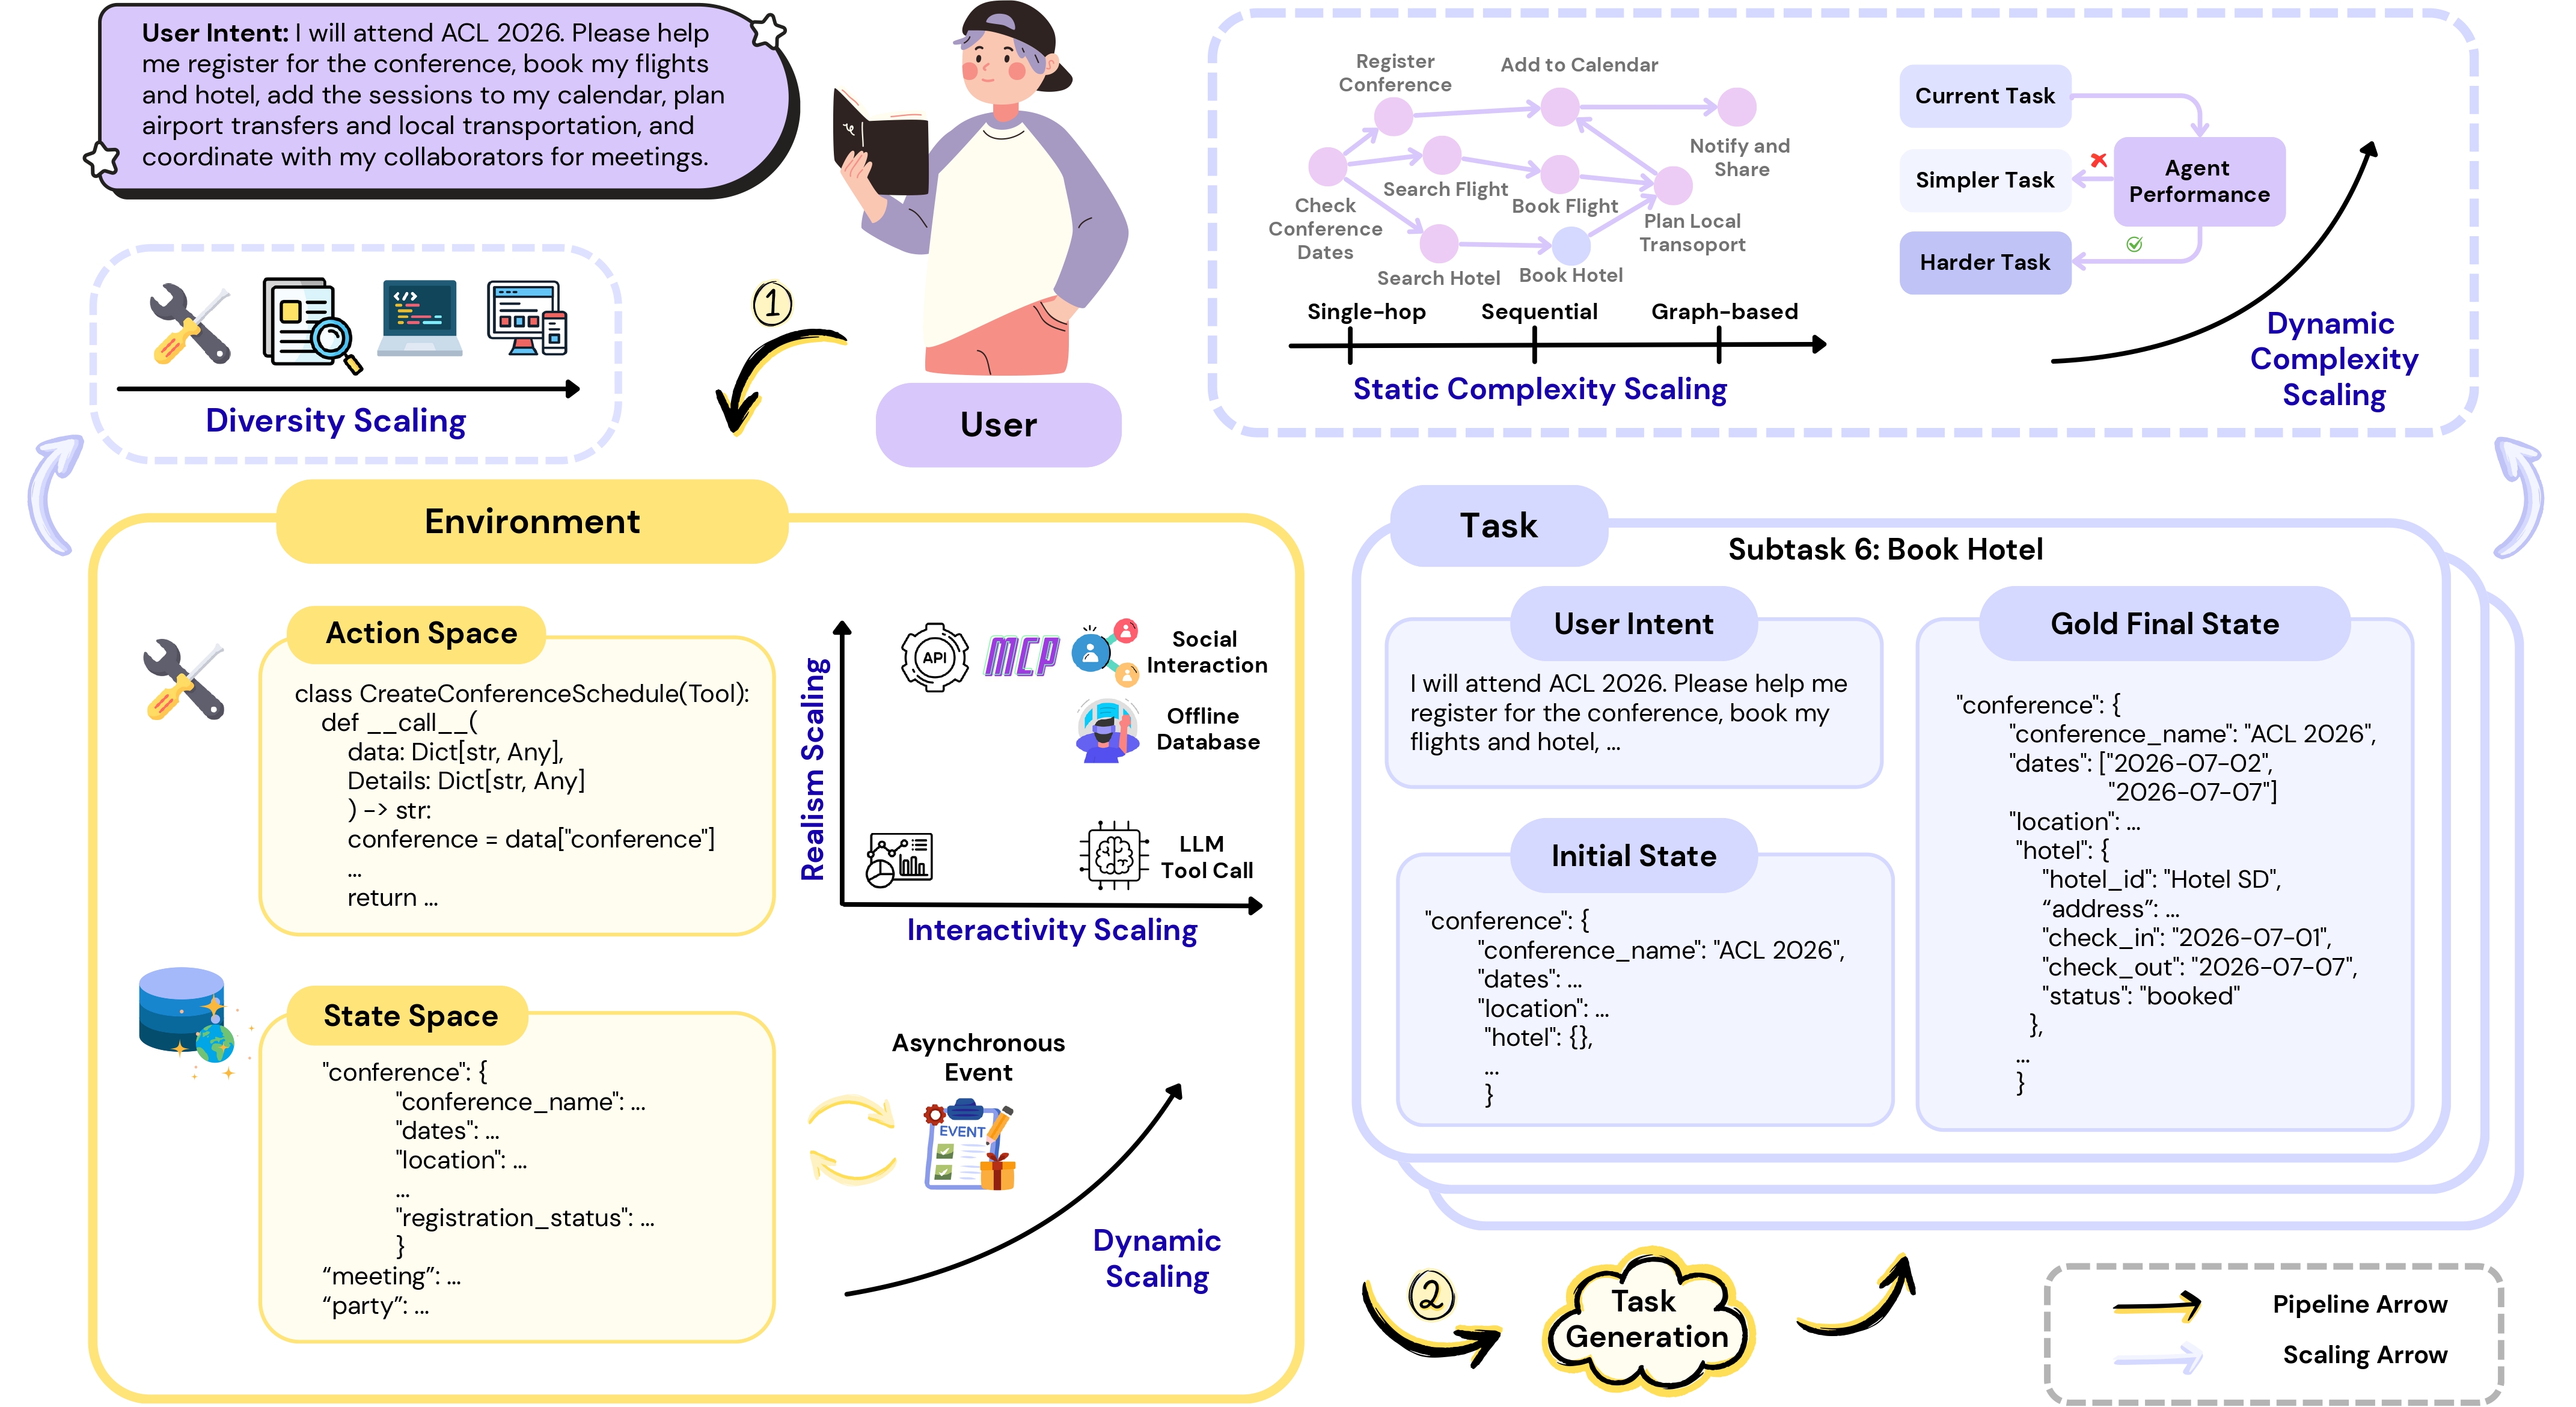 User Intent: I will attend ACL 2026. Please help
me register for the conference, book my flights
and hotel, add the sessions to my calendar, plan
airport transfers and local transportation, and
coordinate with my collaborators for meetings.
Diversity Scaling
1
User
Register
Conference
Add to Calendar
Notify and
Share
Search Flight
Book Flight
Check
Conference
Dates
Plan Local
Transoport
Search Hotel
Book Hotel
Single-hop
Sequential
Graph-based
Static Complexity Scaling
Current Task
Simpler Task
Harder Task
Agent
Performance
Dynamic
Complexity
Scaling
Environment
Action Space
class CreateConferenceSchedule(Tool):
def __call__(
data: Dict[str, Any],
Details: Dict[str, Any]
) -> str:
conference = data["conference"]
...
return ...
State Space
"conference": {
"conference_name": ...
"dates": ...
"location": ...
...
"registration_status": ...
}
“meeting”: ...
“party”: ...
Realism Scaling
API
MCP
Social
Interaction
Offline
Database
LLM
Tool Call
Interactivity Scaling
Asynchronous
Event
EVENT
Dynamic
Scaling
Task
Subtask 6: Book Hotel
User Intent
I will attend ACL 2026. Please help me
register for the conference, book my
flights and hotel, ...
Initial State
"conference": {
"conference_name": "ACL 2026",
"dates": ...
"location": ...
"hotel": {},
...
}
Gold Final State
"conference": {
"conference_name": "ACL 2026",
"dates": ["2026-07-02",
"2026-07-07"]
"location": ...
"hotel": {
"hotel_id": "Hotel SD",
“address”: ...
"check_in": "2026-07-01",
"check_out": "2026-07-07",
"status": "booked"
},
...
}
2
Task
Generation
Pipeline Arrow
Scaling Arrow